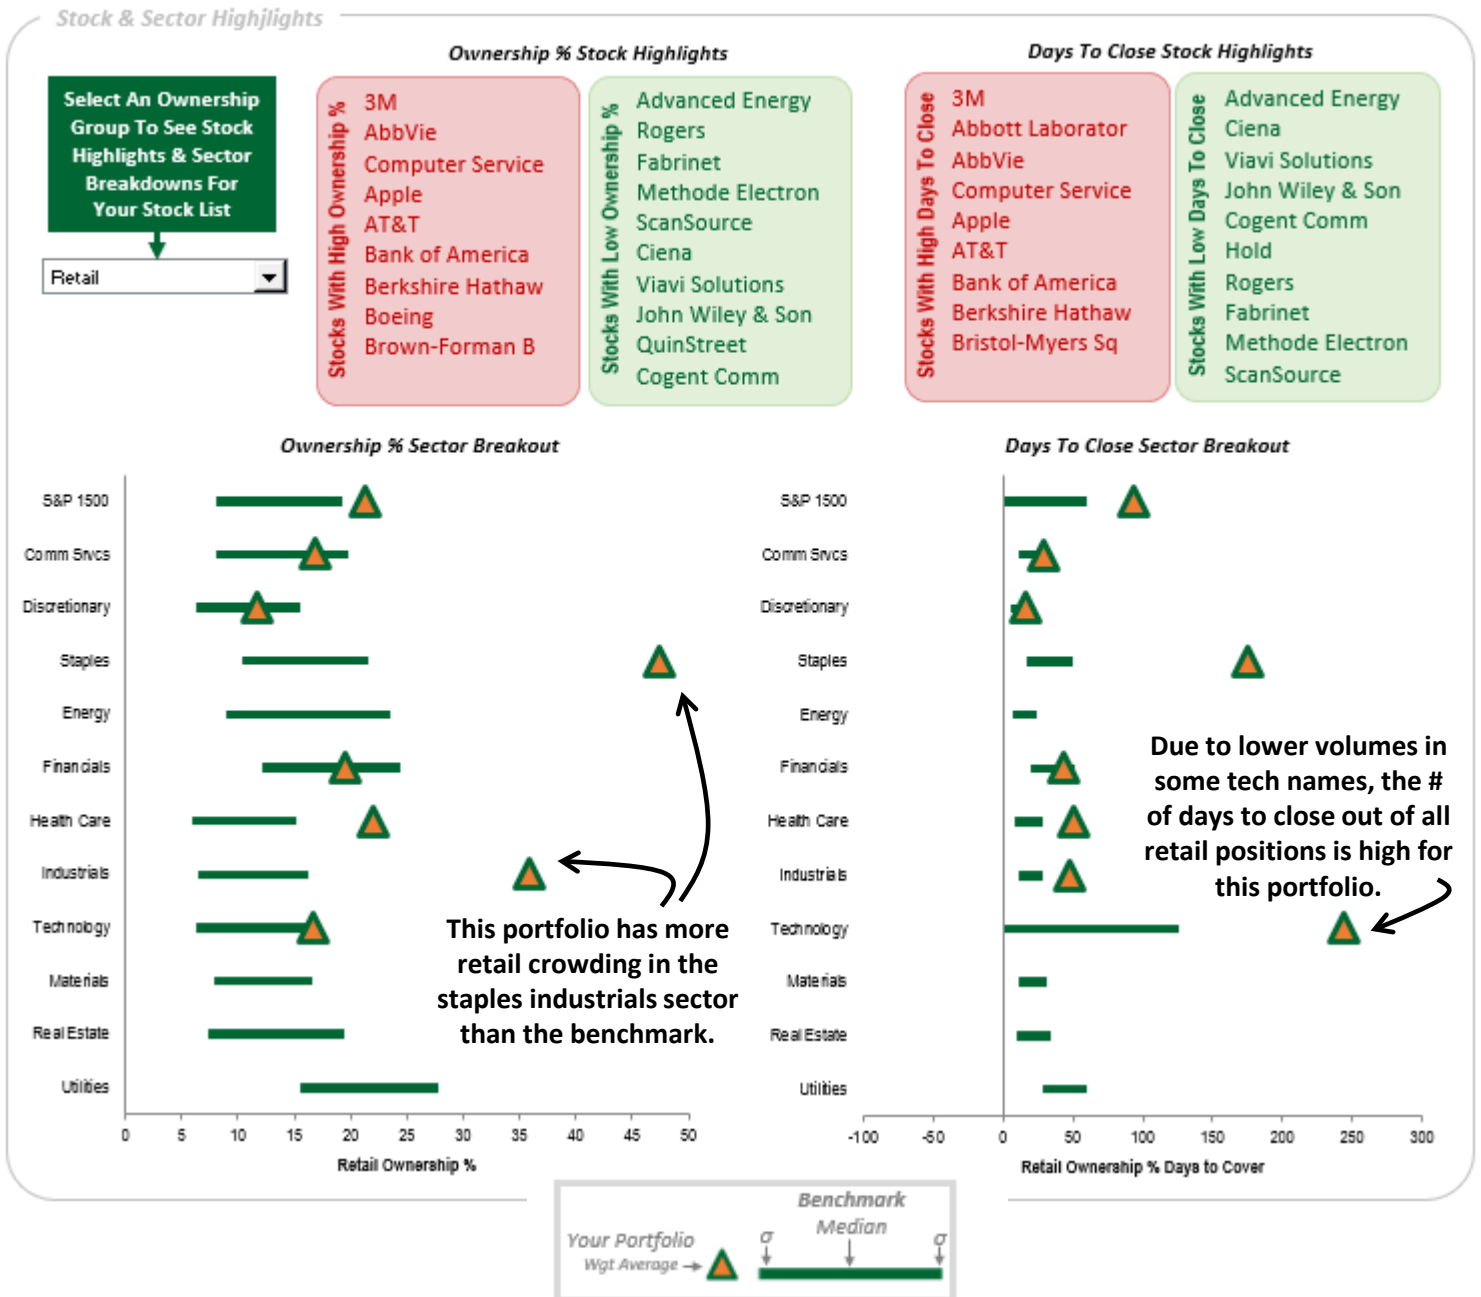 Stock & Sector Highjlights
Ownership % Stock Highlights
Days To Close Stock Highlights
Select An Ownership
Group To See Stock
Highlights & Sector
Breakdowns For
Your Stock List
Retail
Stocks With High Ownership %
3M
AbbVie
Computer Service
Apple
AT&T
Bank of America
Berkshire Hathaw
Boeing
Brown-Forman B
Stocks With Low Ownership %
Advanced Energy
Rogers
Fabrinet
Methode Electron
ScanSource
Ciena
Viavi Solutions
John Wiley & Son
QuinStreet
Cogent Comm
Stocks With High Days To Close
3M
Abbott Laborator
AbbVie
Computer Service
Apple
AT&T
Bank of America
Berkshire Hathaw
Bristol-Myers Sq
Stocks With Low Days To Close
Advanced Energy
Ciena
Viavi Solutions
John Wiley & Son
Cogent Comm
Hold
Rogers
Fabrinet
Methode Electron
ScanSource
Ownership % Sector Breakout
S&P 1500
Comm Srvcs
Discretionary
Staples
Energy
Financials
Health Care
Industrials
Technology
Materials
Real Estate
Utilities
This portfolio has more
retail crowding in the
staples industrials sector
than the benchmark.
0 5 10 15 20 25 30 35 40 45 50
Retail Ownership %
Days To Close Sector Breakout
S&P 1500
Comm Srvcs
Discretionary
Staples
Energy
Financials
Health Care
Industrials
Technology
Materials
Real Estate
Utilities
Due to lower volumes in
some tech names, the #
of days to close out of all
retail positions is high for
this portfolio.
-100 -50 0 50 100 150 200 250 300
Retail Ownership % Days to Cover
Your Portfolio
Wgt Average
Benchmark
Median
σ σ